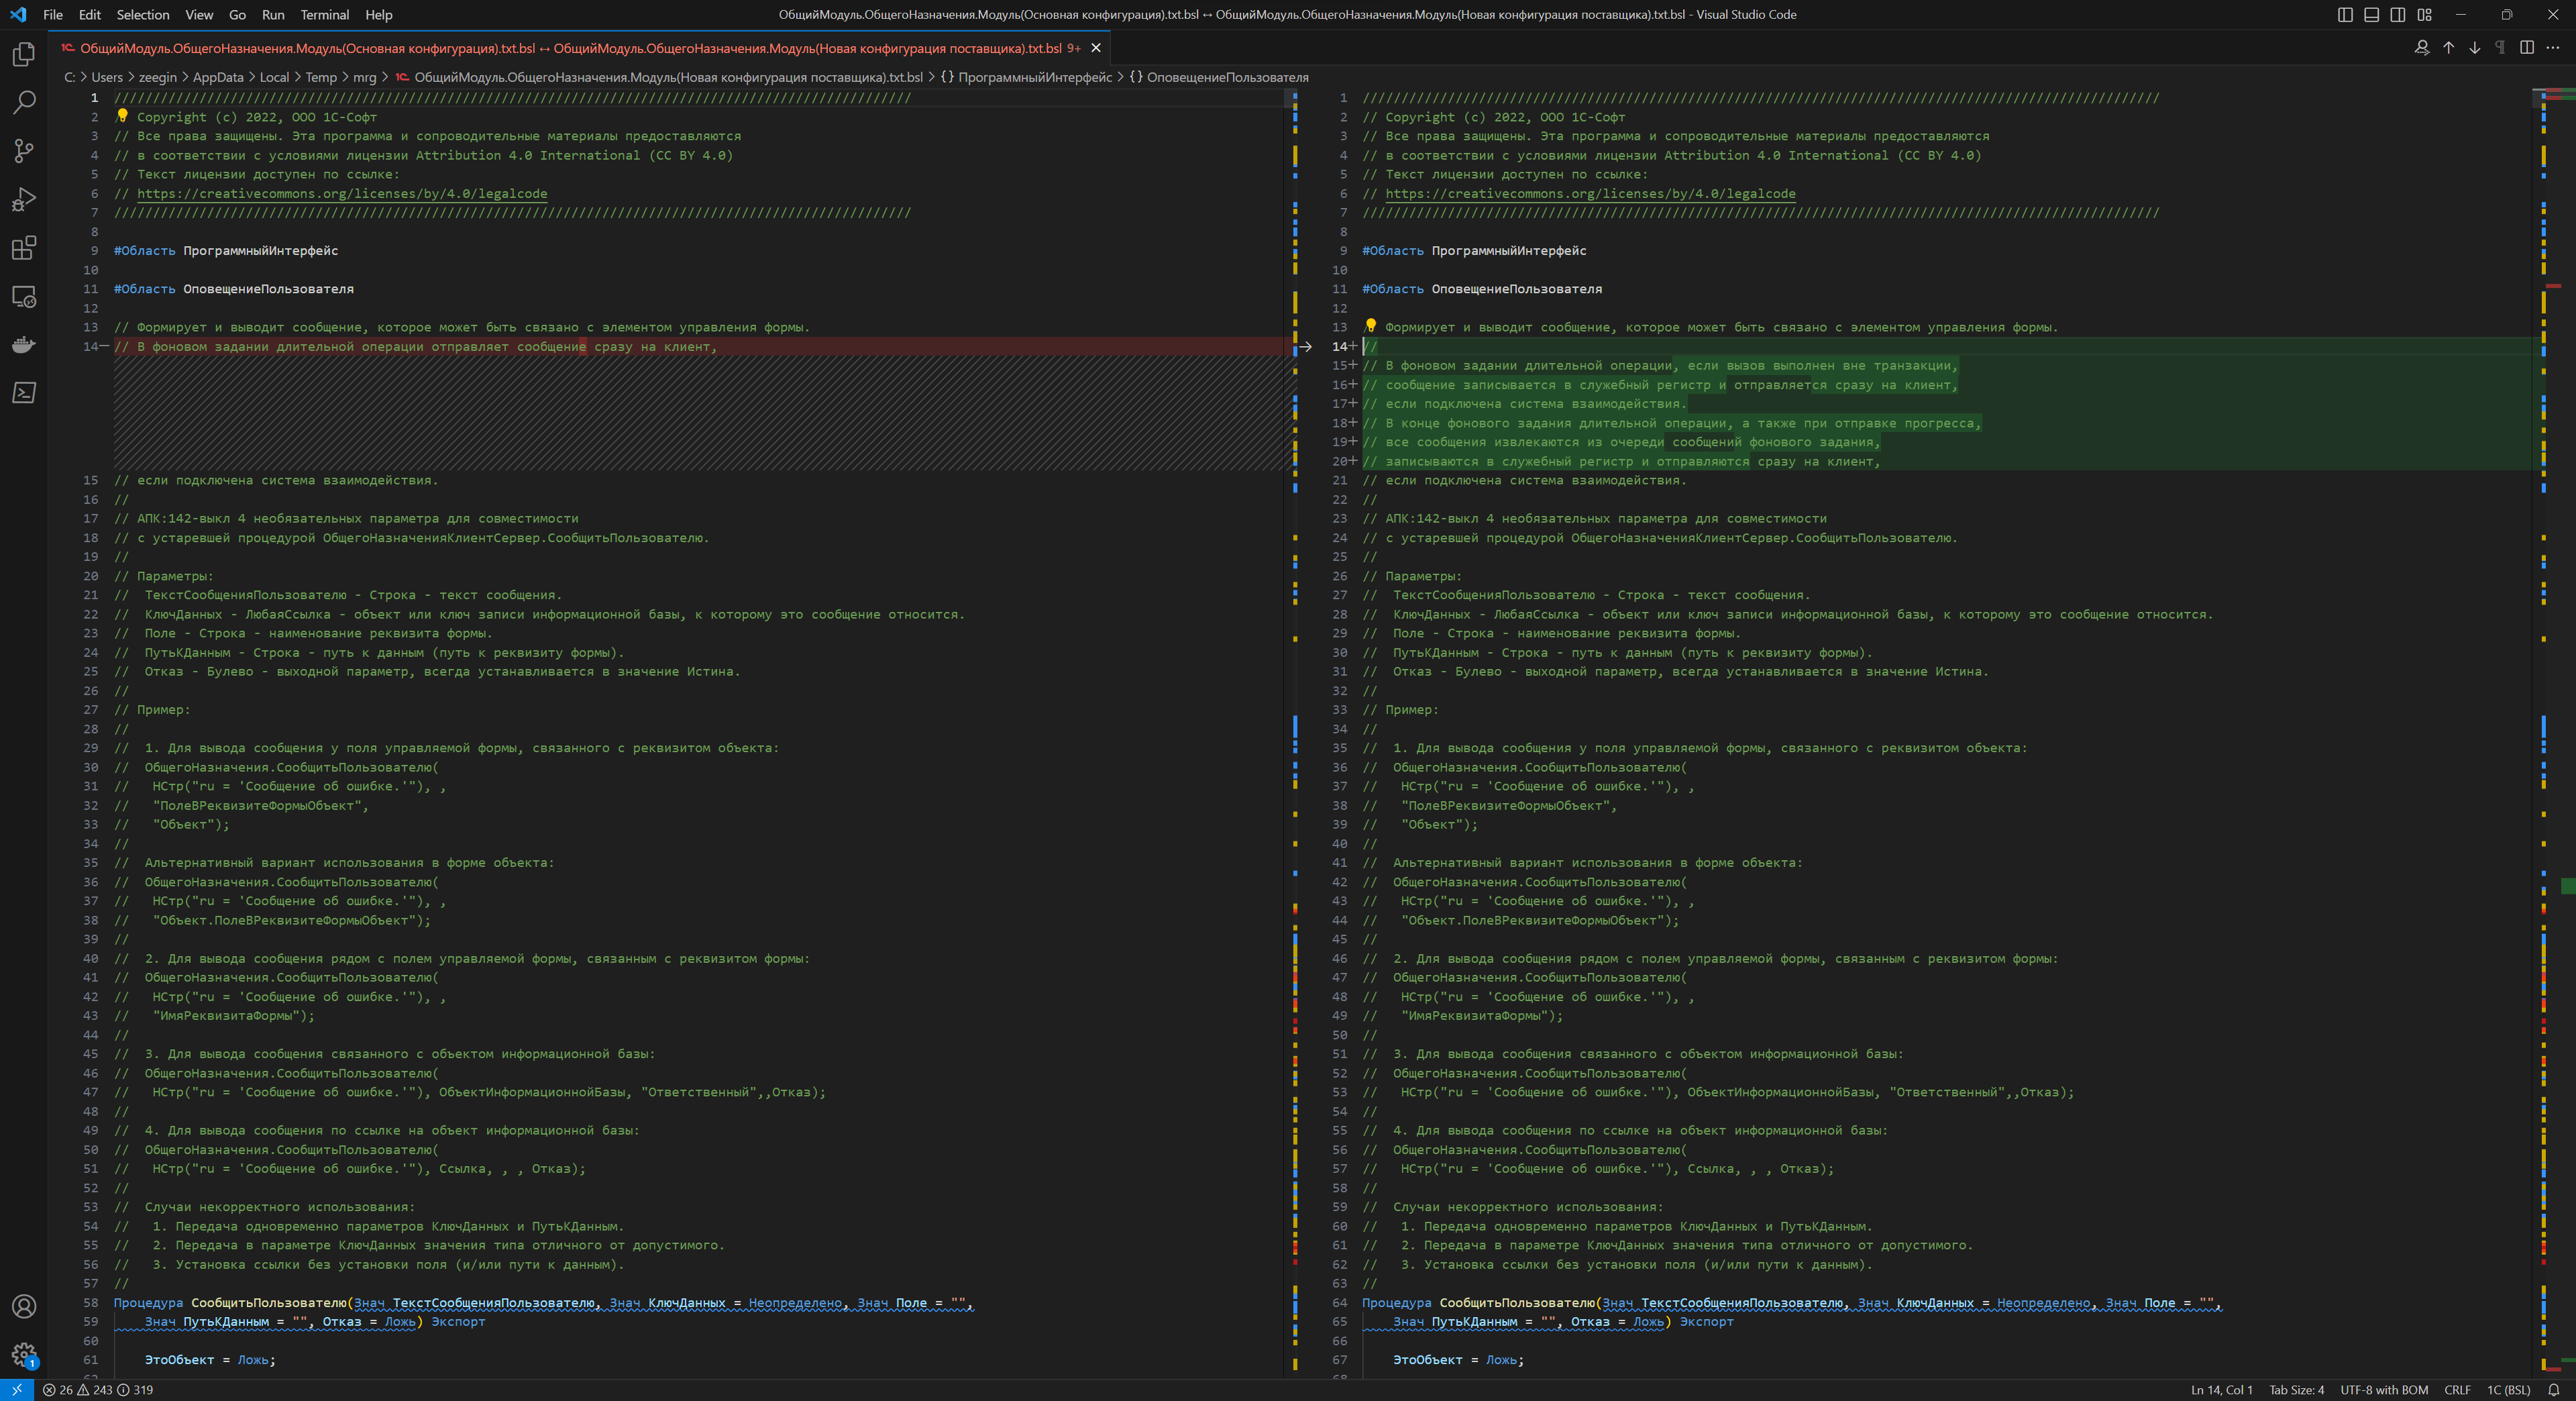 File Edit Selection View Go Run Terminal Help
ОбщийМодуль.ОбщегоНазначения.Модуль(Основная конфигурация).txt.bsl ↔ ОбщийМодуль.ОбщегоНазначения.Модуль(Новая конфигурация поставщика).txt.bsl - Visual Studio Code
1C ОбщийМодуль.ОбщегоНазначения.Модуль(Основная конфигурация).txt.bsl ↔ ОбщийМодуль.ОбщегоНазначения.Модуль(Новая конфигурация поставщика).txt.bsl 9+
C: > Users > zeegin > AppData > Local > Temp > mrg > 1C ОбщийМодуль.ОбщегоНазначения.Модуль(Новая конфигурация поставщика).txt.bsl > {} ПрограммныйИнтерфейс > {} ОповещениеПользователя
1 ///////////////////////////////////////////////////////////////////////////////////////////////////////
2 / Copyright (c) 2022, ООО 1С-Софт
3 // Все права защищены. Эта программа и сопроводительные материалы предоставляются
4 // в соответствии с условиями лицензии Attribution 4.0 International (CC BY 4.0)
5 // Текст лицензии доступен по ссылке:
6 // https://creativecommons.org/licenses/by/4.0/legalcode
7 ///////////////////////////////////////////////////////////////////////////////////////////////////////
8
9 #Область ПрограммныйИнтерфейс
10
11 #Область ОповещениеПользователя
12
13 // Формирует и выводит сообщение, которое может быть связано с элементом управления формы.
14— // В фоновом задании длительной операции отправляет сообщение сразу на клиент,
15 // если подключена система взаимодействия.
16 //
17 // АПК:142-выкл 4 необязательных параметра для совместимости
18 // с устаревшей процедурой ОбщегоНазначенияКлиентСервер.СообщитьПользователю.
19 //
20 // Параметры:
21 //  ТекстСообщенияПользователю - Строка - текст сообщения.
22 //  КлючДанных - ЛюбаяСсылка - объект или ключ записи информационной базы, к которому это сообщение относится.
23 //  Поле - Строка - наименование реквизита формы.
24 //  ПутьКДанным - Строка - путь к данным (путь к реквизиту формы).
25 //  Отказ - Булево - выходной параметр, всегда устанавливается в значение Истина.
26 //
27 // Пример:
28 //
29 //  1. Для вывода сообщения у поля управляемой формы, связанного с реквизитом объекта:
30 //  ОбщегоНазначения.СообщитьПользователю(
31 //   НСтр("ru = 'Сообщение об ошибке.'"), ,
32 //   "ПолеВРеквизитеФормыОбъект",
33 //   "Объект");
34 //
35 //  Альтернативный вариант использования в форме объекта:
36 //  ОбщегоНазначения.СообщитьПользователю(
37 //   НСтр("ru = 'Сообщение об ошибке.'"), ,
38 //   "Объект.ПолеВРеквизитеФормыОбъект");
39 //
40 //  2. Для вывода сообщения рядом с полем управляемой формы, связанным с реквизитом формы:
41 //  ОбщегоНазначения.СообщитьПользователю(
42 //   НСтр("ru = 'Сообщение об ошибке.'"), ,
43 //   "ИмяРеквизитаФормы");
44 //
45 //  3. Для вывода сообщения связанного с объектом информационной базы:
46 //  ОбщегоНазначения.СообщитьПользователю(
47 //   НСтр("ru = 'Сообщение об ошибке.'"), ОбъектИнформационнойБазы, "Ответственный",,Отказ);
48 //
49 //  4. Для вывода сообщения по ссылке на объект информационной базы:
50 //  ОбщегоНазначения.СообщитьПользователю(
51 //   НСтр("ru = 'Сообщение об ошибке.'"), Ссылка, , , Отказ);
52 //
53 //  Случаи некорректного использования:
54 //   1. Передача одновременно параметров КлючДанных и ПутьКДанным.
55 //   2. Передача в параметре КлючДанных значения типа отличного от допустимого.
56 //   3. Установка ссылки без установки поля (и/или пути к данным).
57 //
58 Процедура СообщитьПользователю(Знач ТекстСообщенияПользователю, Знач КлючДанных = Неопределено, Знач Поле = "",
59     Знач ПутьКДанным = "", Отказ = Ложь) Экспорт
60
61     ЭтоОбъект = Ложь;
1 ///////////////////////////////////////////////////////////////////////////////////////////////////////
2 // Copyright (c) 2022, ООО 1С-Софт
3 // Все права защищены. Эта программа и сопроводительные материалы предоставляются
4 // в соответствии с условиями лицензии Attribution 4.0 International (CC BY 4.0)
5 // Текст лицензии доступен по ссылке:
6 // https://creativecommons.org/licenses/by/4.0/legalcode
7 ///////////////////////////////////////////////////////////////////////////////////////////////////////
8
9 #Область ПрограммныйИнтерфейс
10
11 #Область ОповещениеПользователя
12
13 / Формирует и выводит сообщение, которое может быть связано с элементом управления формы.
14+ //
15+ // В фоновом задании длительной операции, если вызов выполнен вне транзакции,
16+ // сообщение записывается в служебный регистр и отправляется сразу на клиент,
17+ // если подключена система взаимодействия.
18+ // В конце фонового задания длительной операции, а также при отправке прогресса,
19+ // все сообщения извлекаются из очереди сообщений фонового задания,
20+ // записываются в служебный регистр и отправляются сразу на клиент,
21 // если подключена система взаимодействия.
22 //
23 // АПК:142-выкл 4 необязательных параметра для совместимости
24 // с устаревшей процедурой ОбщегоНазначенияКлиентСервер.СообщитьПользователю.
25 //
26 // Параметры:
27 //  ТекстСообщенияПользователю - Строка - текст сообщения.
28 //  КлючДанных - ЛюбаяСсылка - объект или ключ записи информационной базы, к которому это сообщение относится.
29 //  Поле - Строка - наименование реквизита формы.
30 //  ПутьКДанным - Строка - путь к данным (путь к реквизиту формы).
31 //  Отказ - Булево - выходной параметр, всегда устанавливается в значение Истина.
32 //
33 // Пример:
34 //
35 //  1. Для вывода сообщения у поля управляемой формы, связанного с реквизитом объекта:
36 //  ОбщегоНазначения.СообщитьПользователю(
37 //   НСтр("ru = 'Сообщение об ошибке.'"), ,
38 //   "ПолеВРеквизитеФормыОбъект",
39 //   "Объект");
40 //
41 //  Альтернативный вариант использования в форме объекта:
42 //  ОбщегоНазначения.СообщитьПользователю(
43 //   НСтр("ru = 'Сообщение об ошибке.'"), ,
44 //   "Объект.ПолеВРеквизитеФормыОбъект");
45 //
46 //  2. Для вывода сообщения рядом с полем управляемой формы, связанным с реквизитом формы:
47 //  ОбщегоНазначения.СообщитьПользователю(
48 //   НСтр("ru = 'Сообщение об ошибке.'"), ,
49 //   "ИмяРеквизитаФормы");
50 //
51 //  3. Для вывода сообщения связанного с объектом информационной базы:
52 //  ОбщегоНазначения.СообщитьПользователю(
53 //   НСтр("ru = 'Сообщение об ошибке.'"), ОбъектИнформационнойБазы, "Ответственный",,Отказ);
54 //
55 //  4. Для вывода сообщения по ссылке на объект информационной базы:
56 //  ОбщегоНазначения.СообщитьПользователю(
57 //   НСтр("ru = 'Сообщение об ошибке.'"), Ссылка, , , Отказ);
58 //
59 //  Случаи некорректного использования:
60 //   1. Передача одновременно параметров КлючДанных и ПутьКДанным.
61 //   2. Передача в параметре КлючДанных значения типа отличного от допустимого.
62 //   3. Установка ссылки без установки поля (и/или пути к данным).
63 //
64 Процедура СообщитьПользователю(Знач ТекстСообщенияПользователю, Знач КлючДанных = Неопределено, Знач Поле = "",
65     Знач ПутьКДанным = "", Отказ = Ложь) Экспорт
66
67     ЭтоОбъект = Ложь;
1
26 243 319
Ln 14, Col 1 Tab Size: 4 UTF-8 with BOM CRLF 1C (BSL)